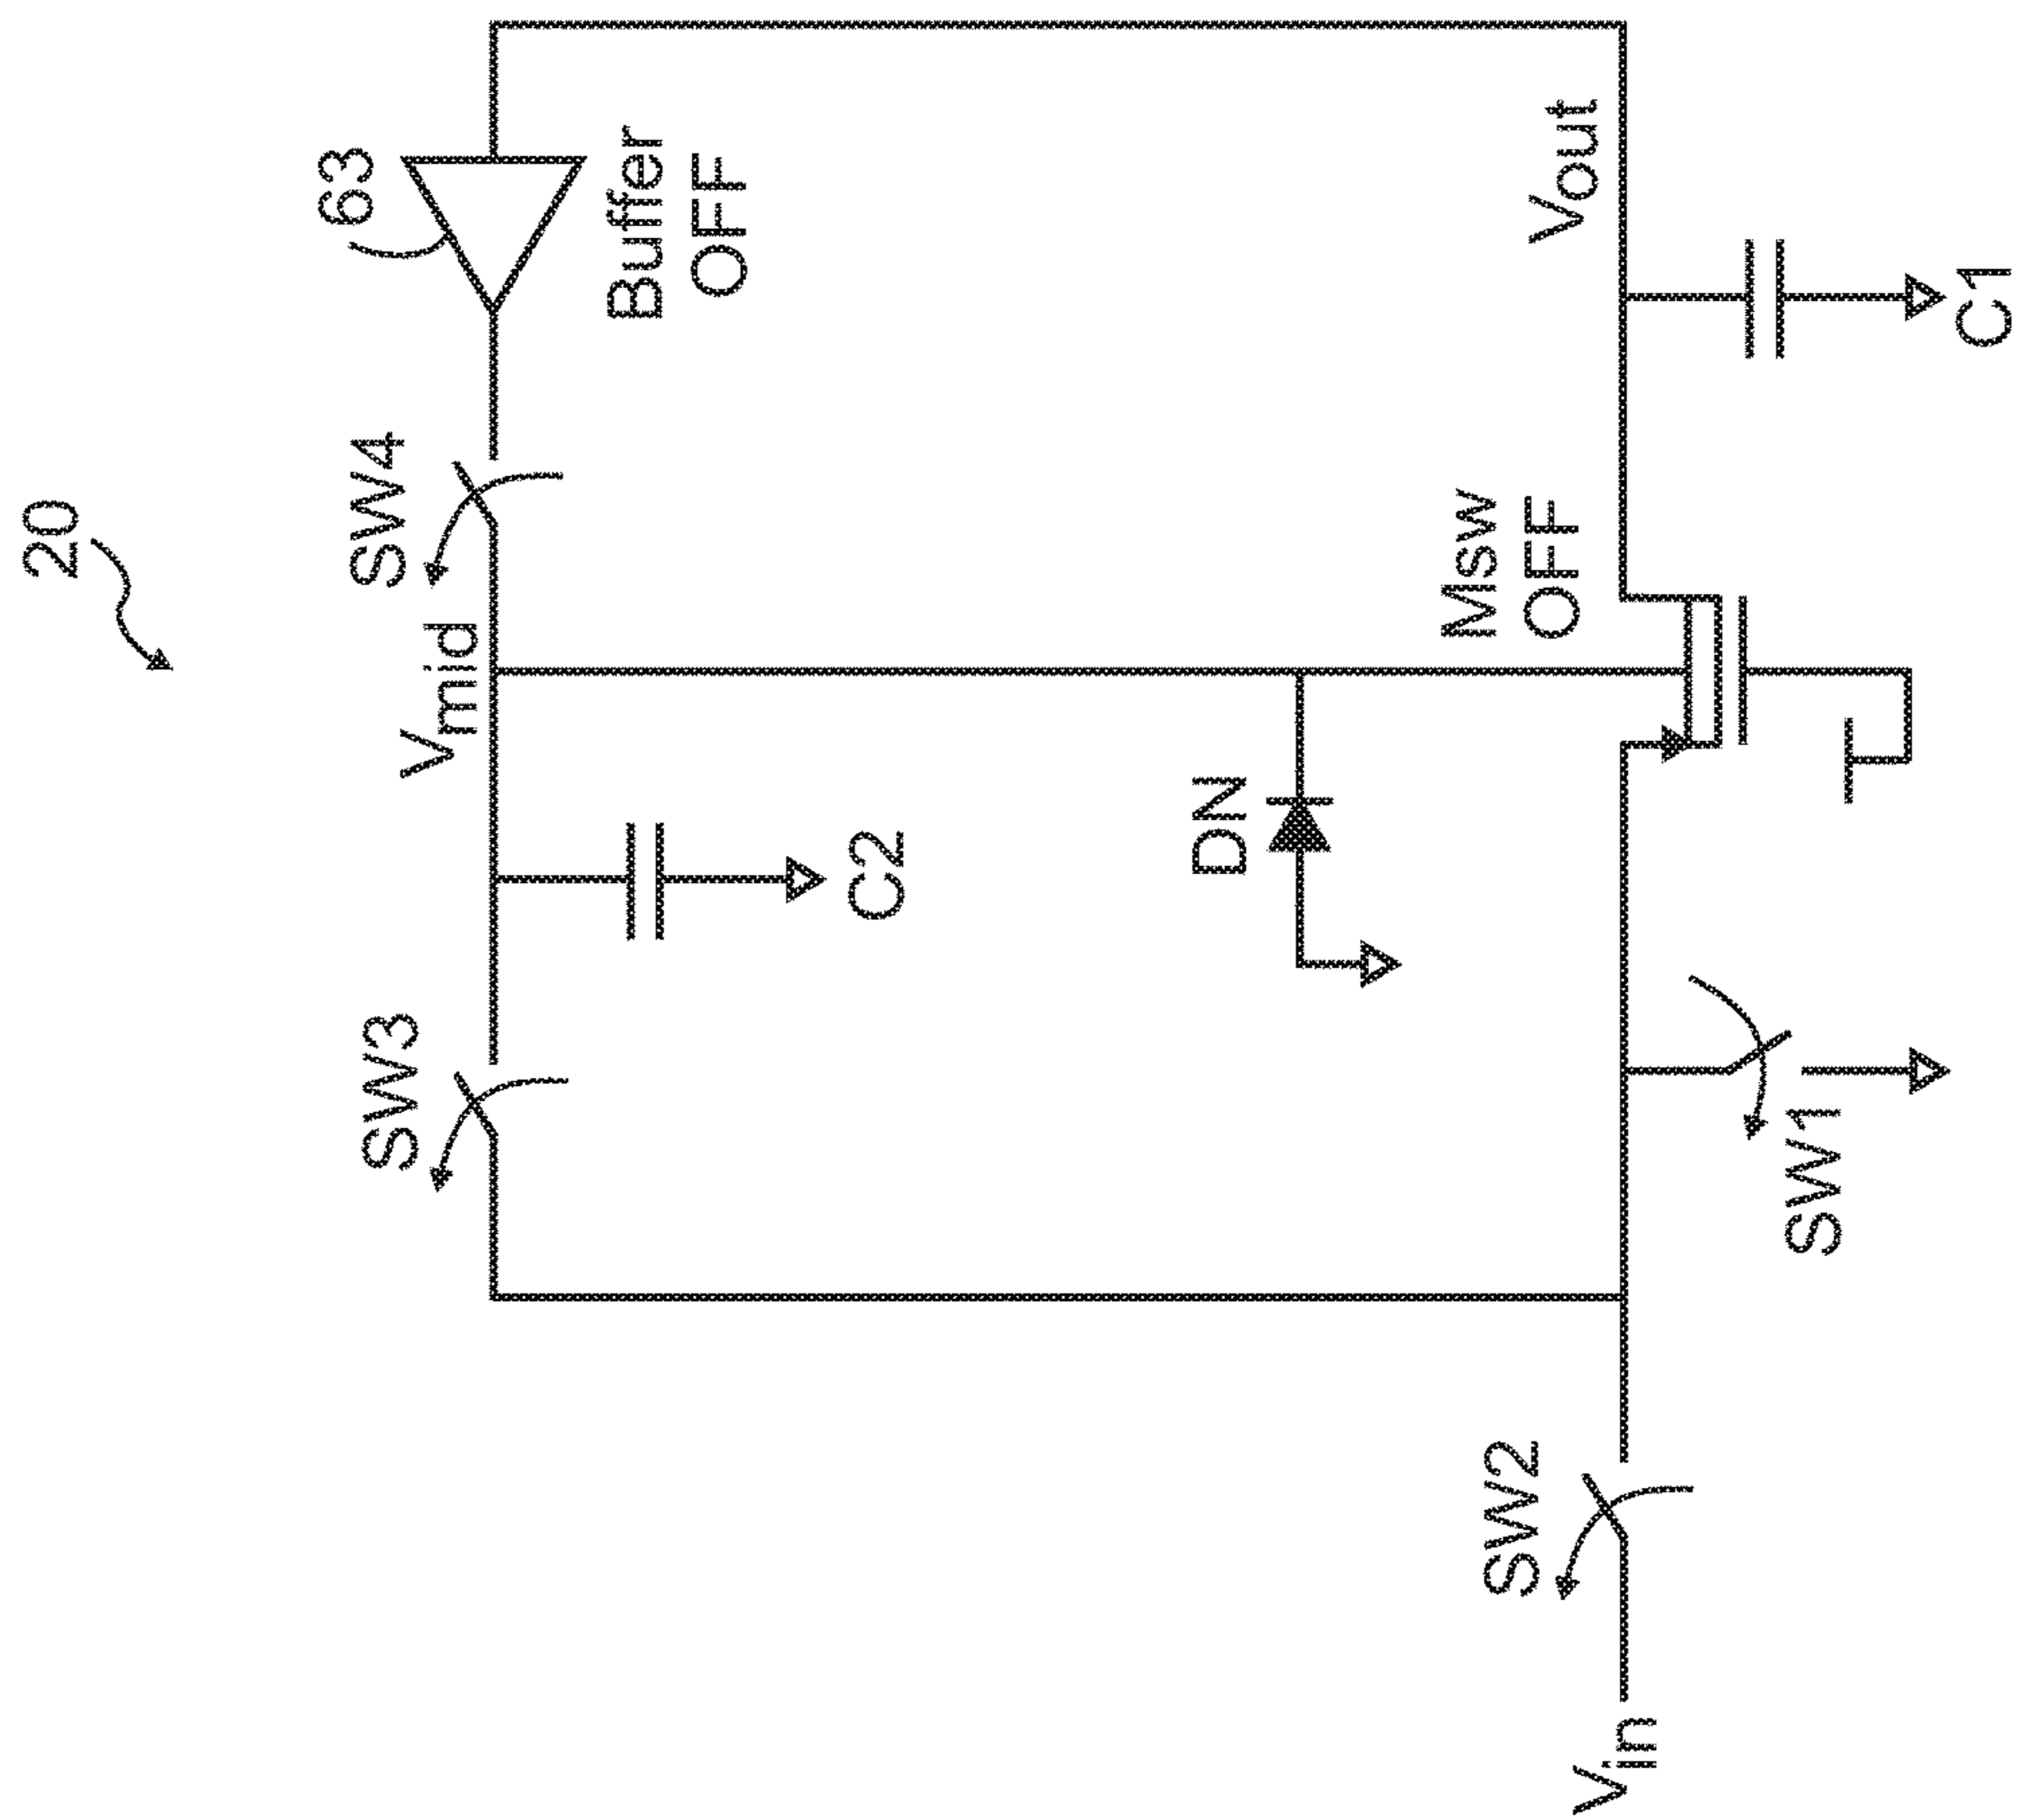 20
63
SW4
Buffer
OFF
Vmid
SW3
C2
DN
Msw
OFF
Vout
C1
SW1
SW2
Vin